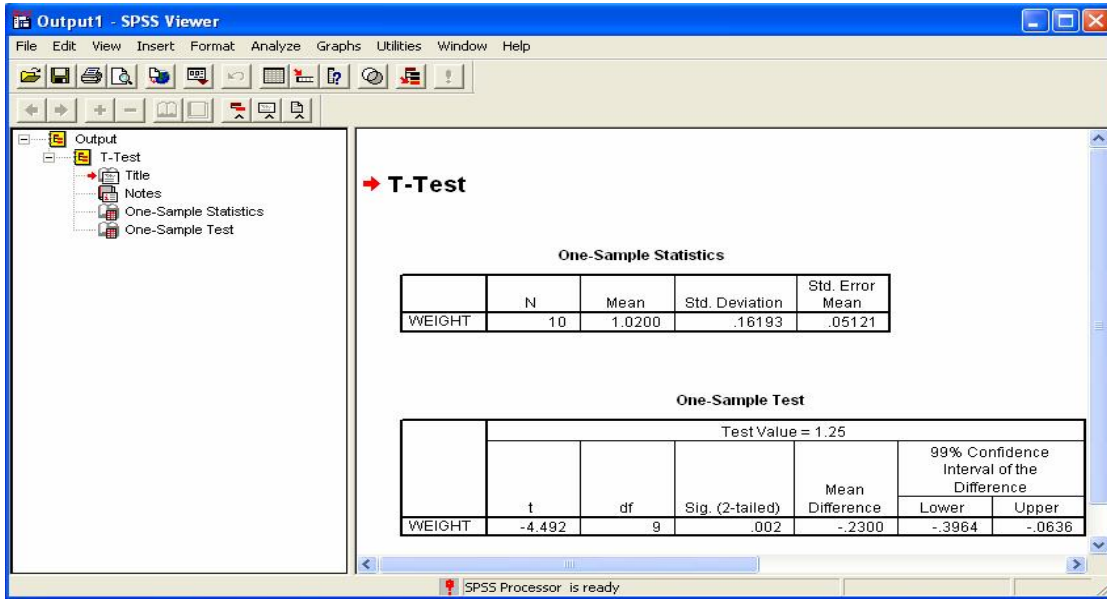 Output1 - SPSS Viewer
File Edit View Insert Format Analyze Graphs Utilities Window Help
Output
T-Test
Title
Notes
One-Sample Statistics
One-Sample Test
T-Test
One-Sample Statistics
N Mean Std. Deviation Std. Error Mean
WEIGHT 10 1.0200 .16193 .05121
One-Sample Test
Test Value = 1.25
99% Confidence Interval of the Difference
t df Sig. (2-tailed) Mean Difference Lower Upper
WEIGHT -4.492 9 .002 -.2300 -.3964 -.0636
SPSS Processor is ready